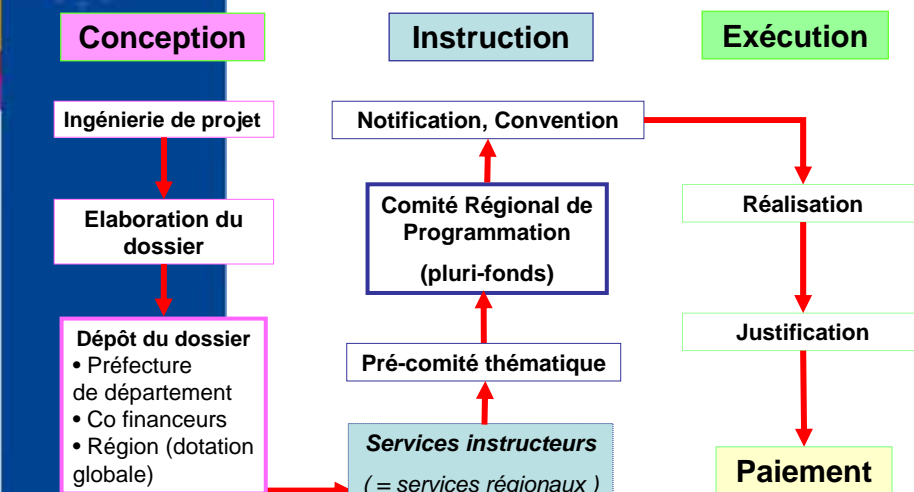 Conception
Ingénierie de projet
Elaboration du
dossier
Dépôt du dossier
• Préfecture
de département
• Co financeurs
• Région (dotation
globale)
Instruction
Notification, Convention
Comité Régional de
Programmation
(pluri-fonds)
Pré-comité thématique
Services instructeurs
( = services régionaux )
Exécution
Réalisation
Justification
Paiement